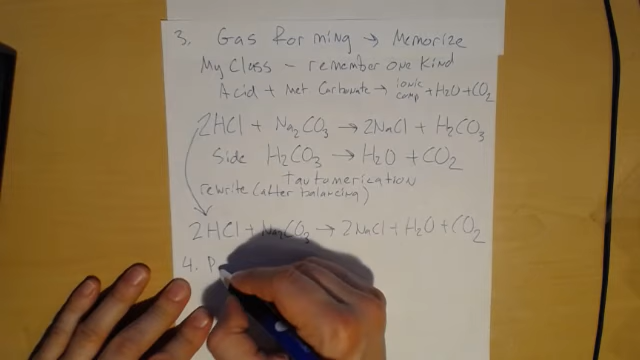 3. Gas Forming → Memorize
My Class - remember one kind
Acid + Met. Carbonate → ionic comp + H₂O + CO₂
2HCl + Na₂CO₃ → 2NaCl + H₂CO₃
Side H₂CO₃ → H₂O + CO₂
Tautomerication
rewrite (after balancing)
2HCl + Na₂CO₃ → 2NaCl + H₂O + CO₂
4. P